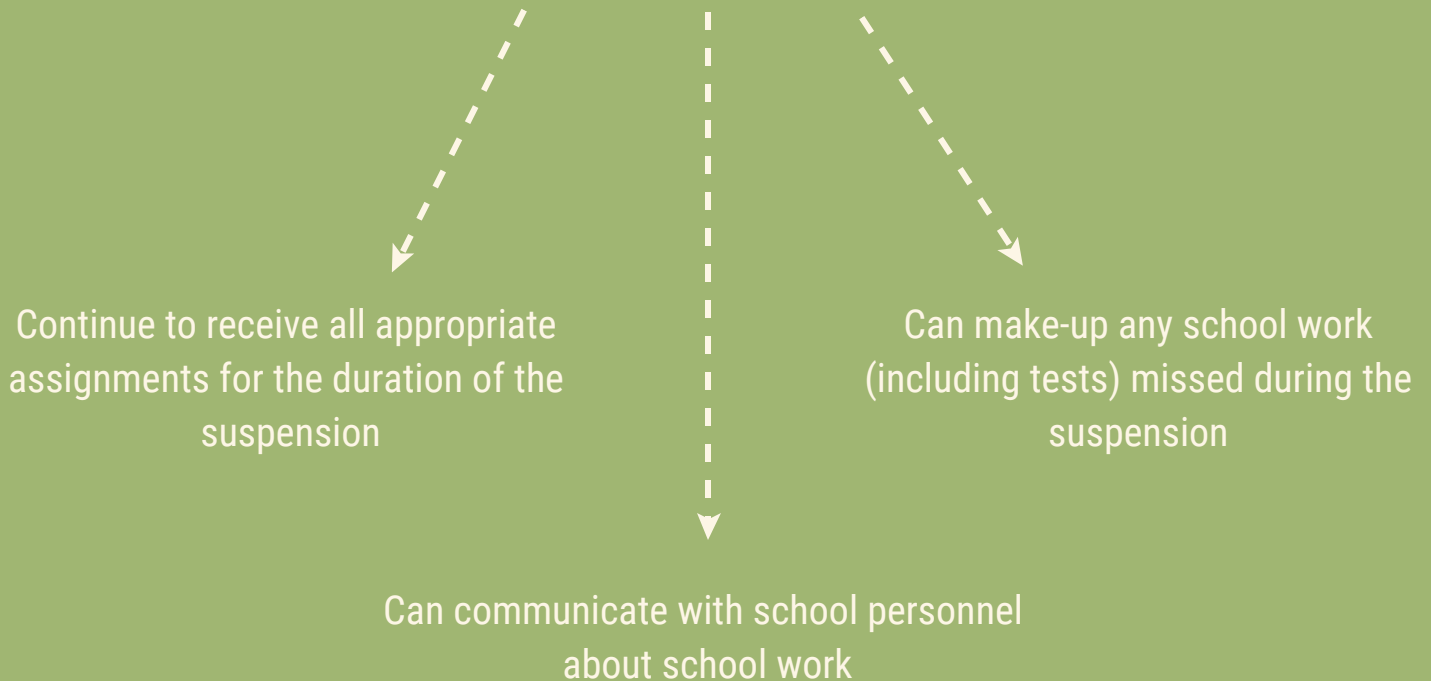 Continue to receive all appropriate
assignments for the duration of the
suspension
Can make-up any school work
(including tests) missed during the
suspension
Can communicate with school personnel
about school work